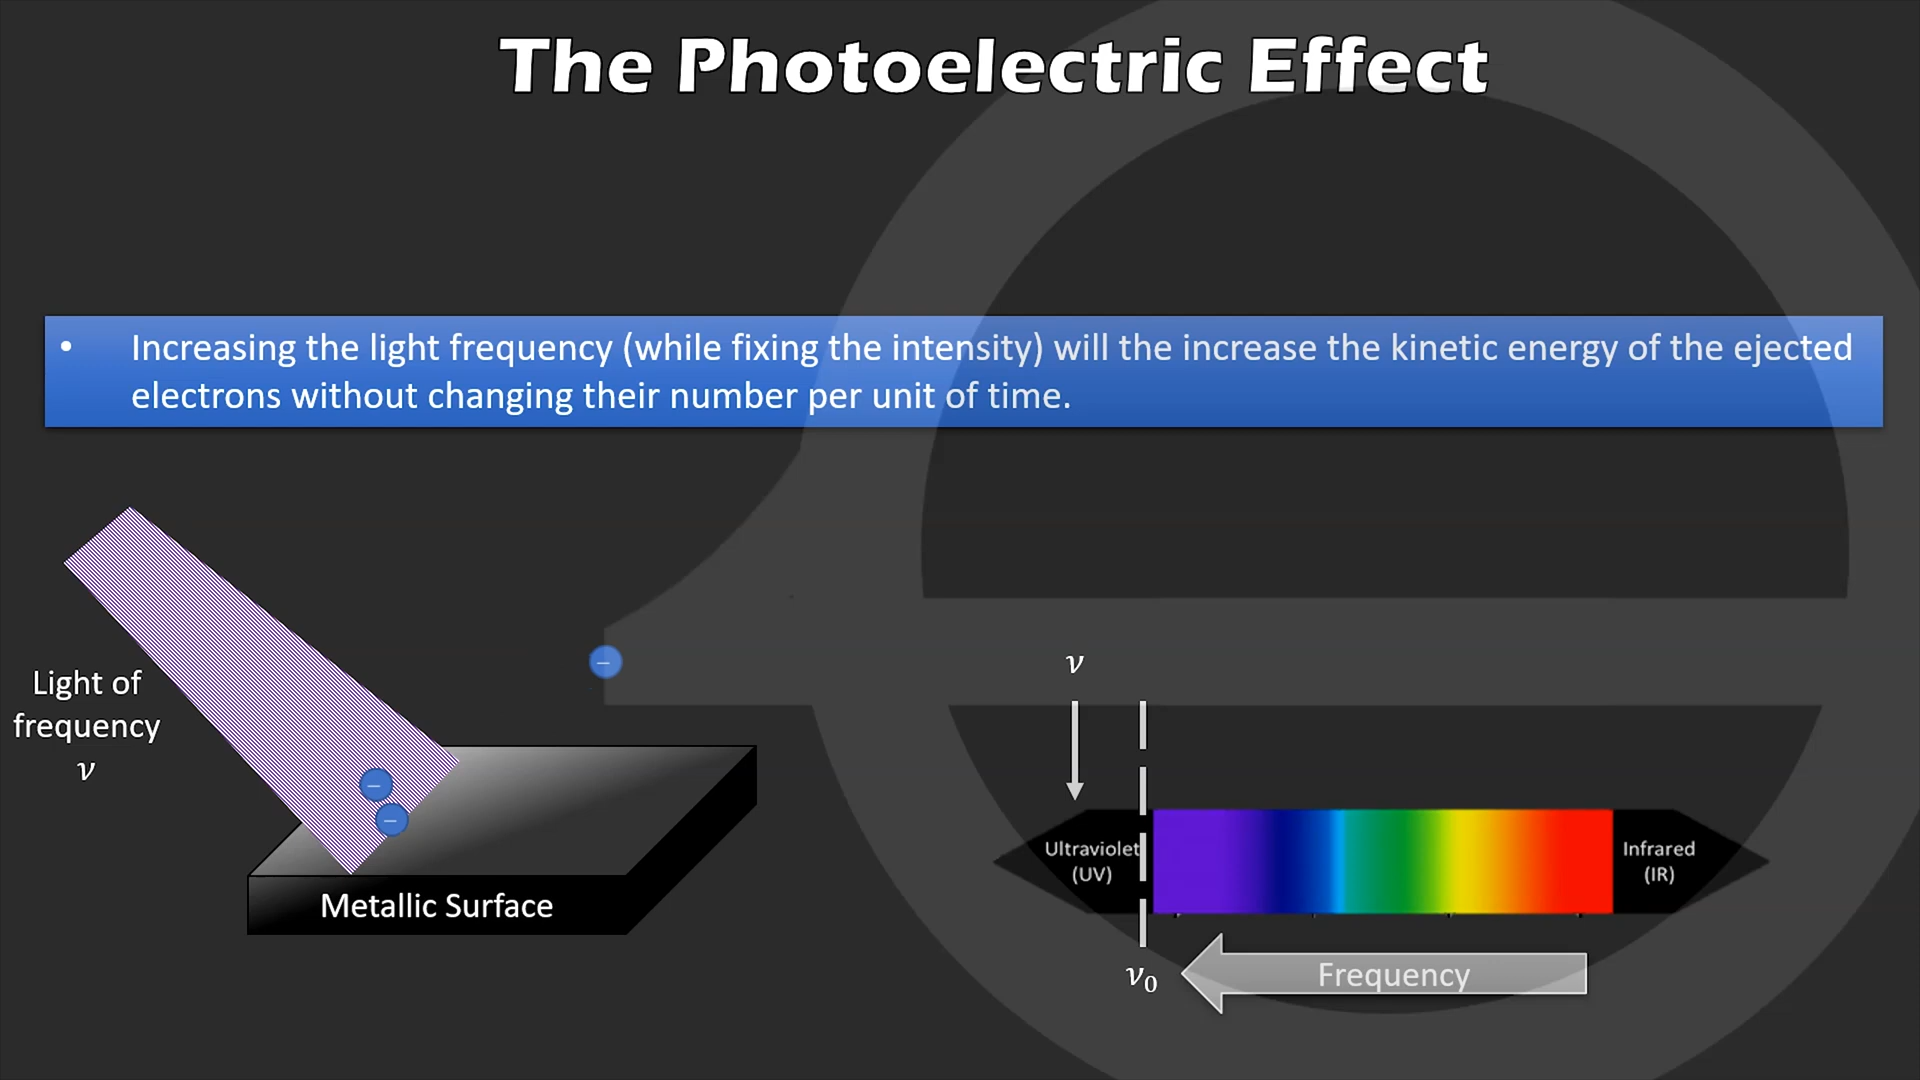 The Photoelectric Effect
• Increasing the light frequency (while fixing the intensity) will the increase the kinetic energy of the ejected
electrons without changing their number per unit of time.
Light of
frequency
ν
−
−
−
Metallic Surface
ν
Ultraviolet
(UV)
Infrared
(IR)
ν₀
Frequency